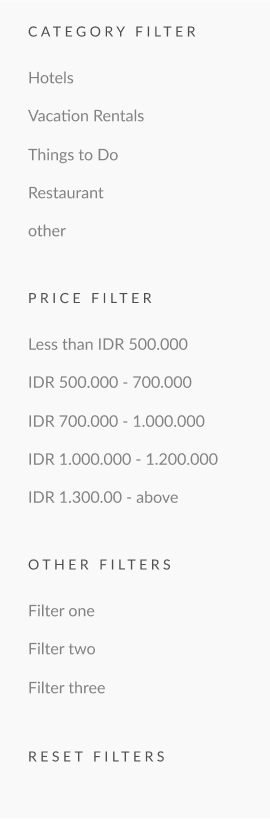 CATEGORY FILTER
Hotels
Vacation Rentals
Things to Do
Restaurant
other
PRICE FILTER
Less than IDR 500.000
IDR 500.000 - 700.000
IDR 700.000 - 1.000.000
IDR 1.000.000 - 1.200.000
IDR 1.300.00 - above
OTHER FILTERS
Filter one
Filter two
Filter three
RESET FILTERS